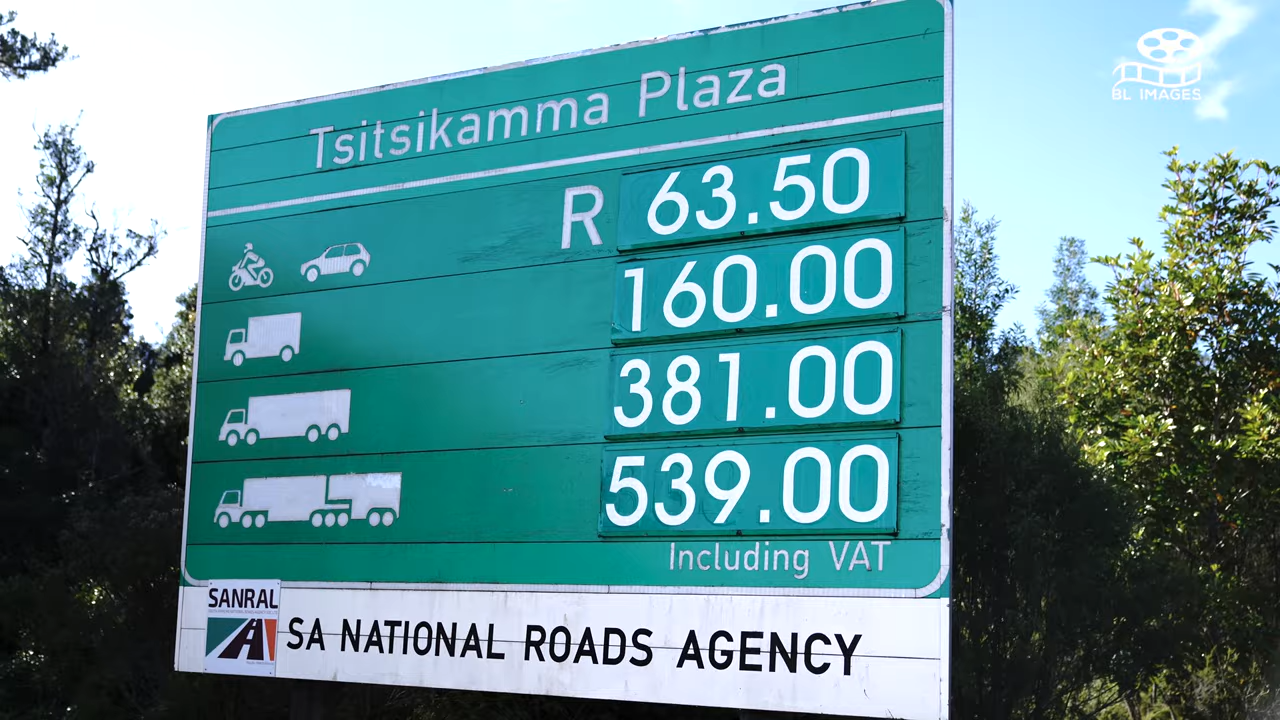 BL IMAGES
Tsitsikamma Plaza
R 63.50
160.00
381.00
539.00
Including VAT
SANRAL
SA NATIONAL ROADS AGENCY